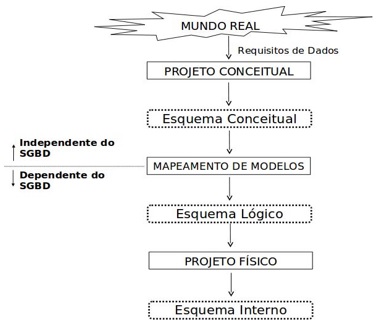 MUNDO REAL
Requisitos de Dados
PROJETO CONCEITUAL
Esquema Conceitual
Independente do
SGBD
MAPEAMENTO DE MODELOS
Dependente do
SGBD
Esquema Lógico
PROJETO FÍSICO
Esquema Interno